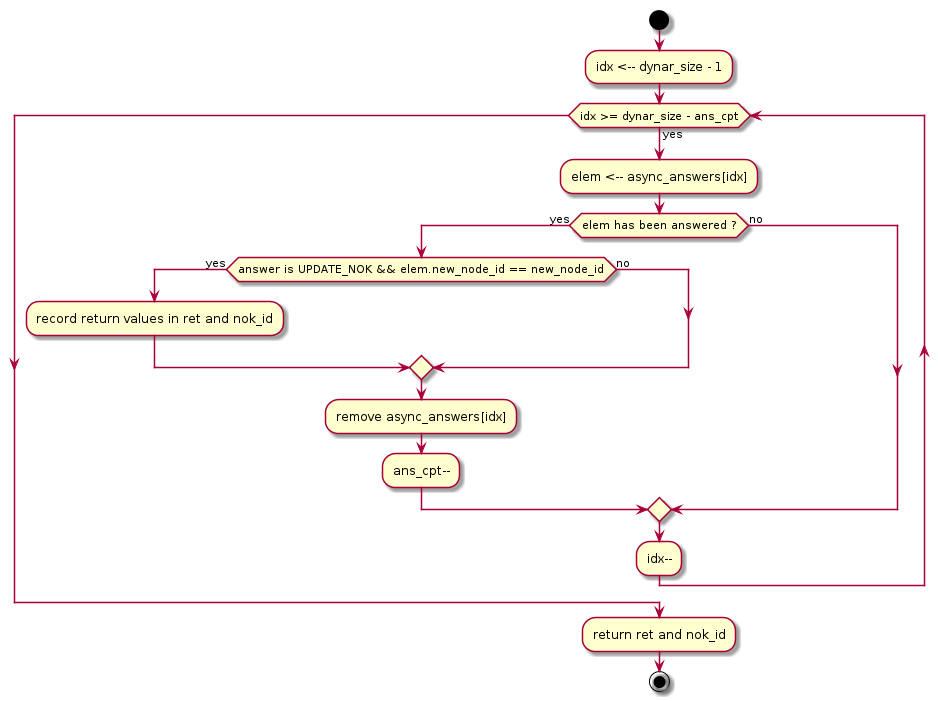 idx <-- dynar_size - 1
idx >= dynar_size - ans_cpt
yes
elem <-- async_answers[idx]
yes
elem has been answered ?
no
yes
answer is UPDATE_NOK && elem.new_node_id == new_node_id
no
record return values in ret and nok_id
remove async_answers[idx]
ans_cpt--
idx--
return ret and nok_id